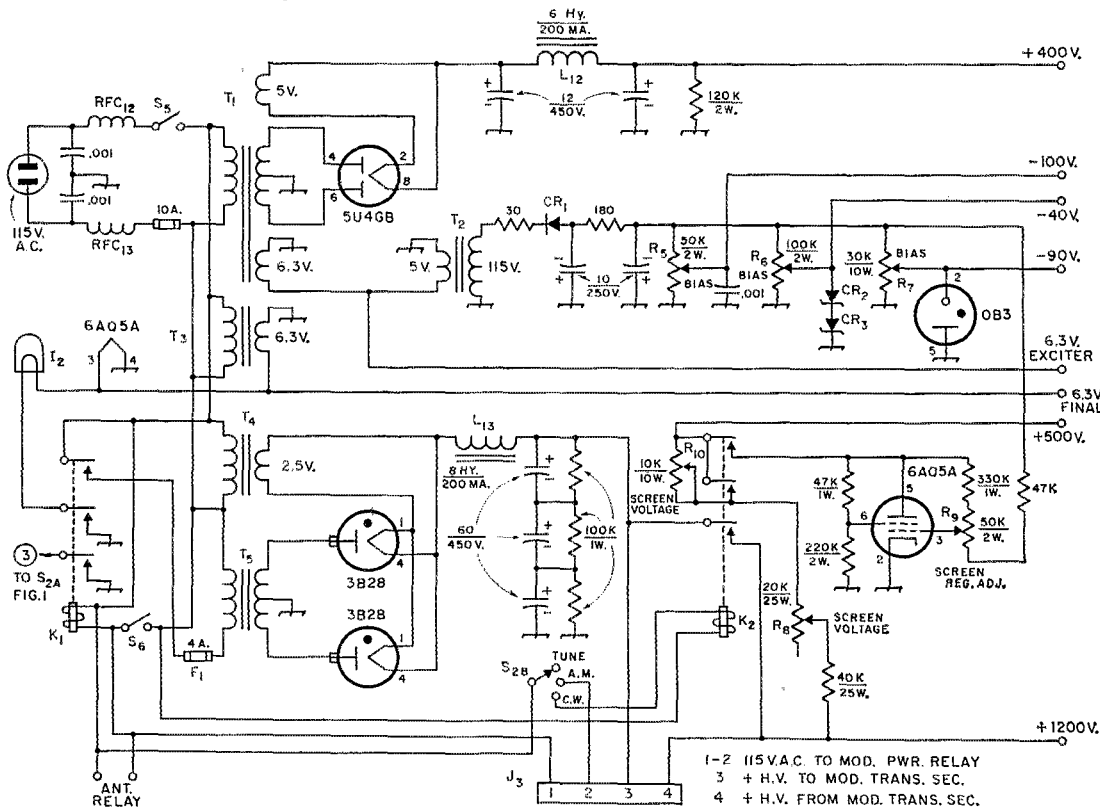 6 Hy.
200 MA.
+400V.
L12
RFC12
S5
T1
5V.
12
450V.
120K
2W.
.001
.001
4
2
8
6
5U4GB
-100V.
-40V.
115V.
A.C.
RFC13
10A.
T2
30
CR1
180
5V.
115V.
6.3V.
10
250V.
R5
50K
2W.
BIAS
.001
R6
100K
2W.
BIAS
CR2
CR3
30K
10W.
BIAS
R7
-90V.
2
OB3
5
6AQ5A
3
4
I2
T3
6.3V.
6.3V.
EXCITER
6.3V.
FINAL
+500V.
T4
2.5V.
L13
8 HY.
200 MA.
R10
10K
10W.
SCREEN
VOLTAGE
47K
1W.
6AQ5A
5
6
3
2
330K
1W.
47K
R9
50K
2W.
220K
2W.
SCREEN
REG. ADJ.
3
TO S2A
FIG.1
K1
S6
4A.
F1
T5
1
4
3B28
3B28
1
4
60
450V.
100K
1W.
K2
20K
25W.
R8
SCREEN
VOLTAGE
40K
25W.
S2B
TUNE
A.M.
C.W.
+1200V.
ANT.
RELAY
J3
1 2 3 4
1-2 115V.A.C. TO MOD. PWR. RELAY
3 + H.V. TO MOD. TRANS. SEC.
4 + H.V. FROM MOD. TRANS. SEC.